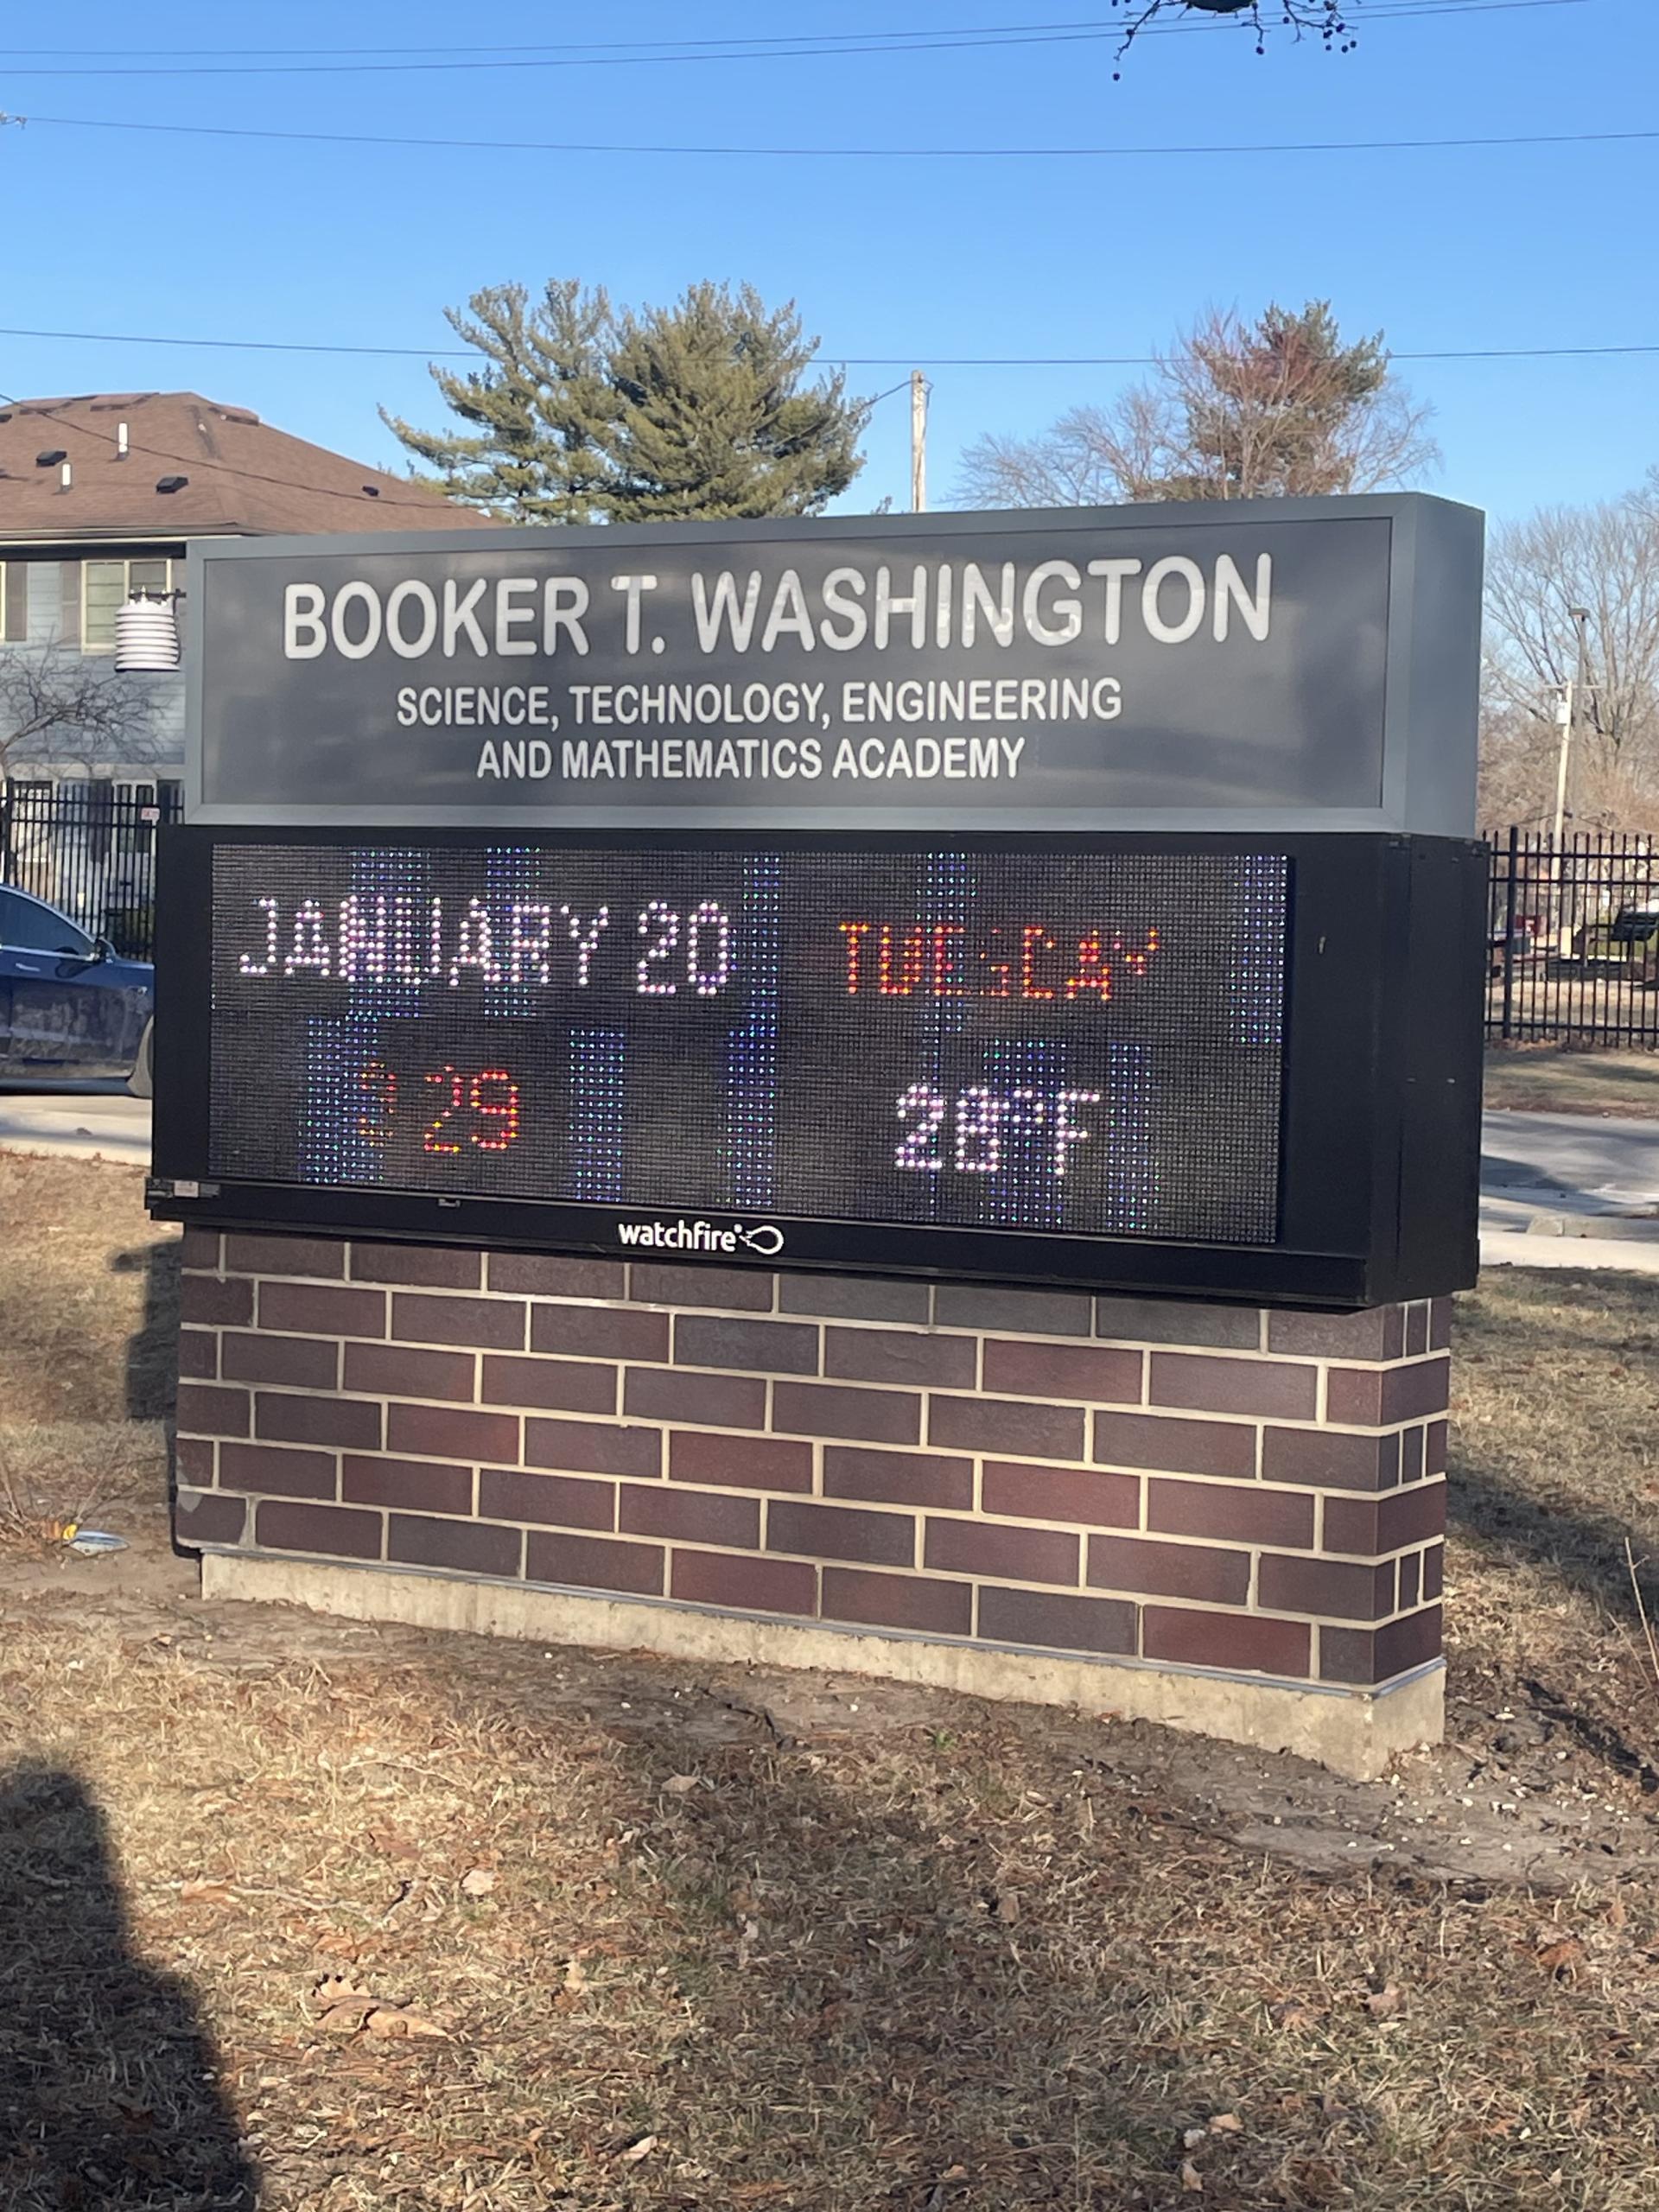 BOOKER T. WASHINGTON
SCIENCE, TECHNOLOGY, ENGINEERING
AND MATHEMATICS ACADEMY
JANUARY 20 TUESDAY
29 28°F
watchfire